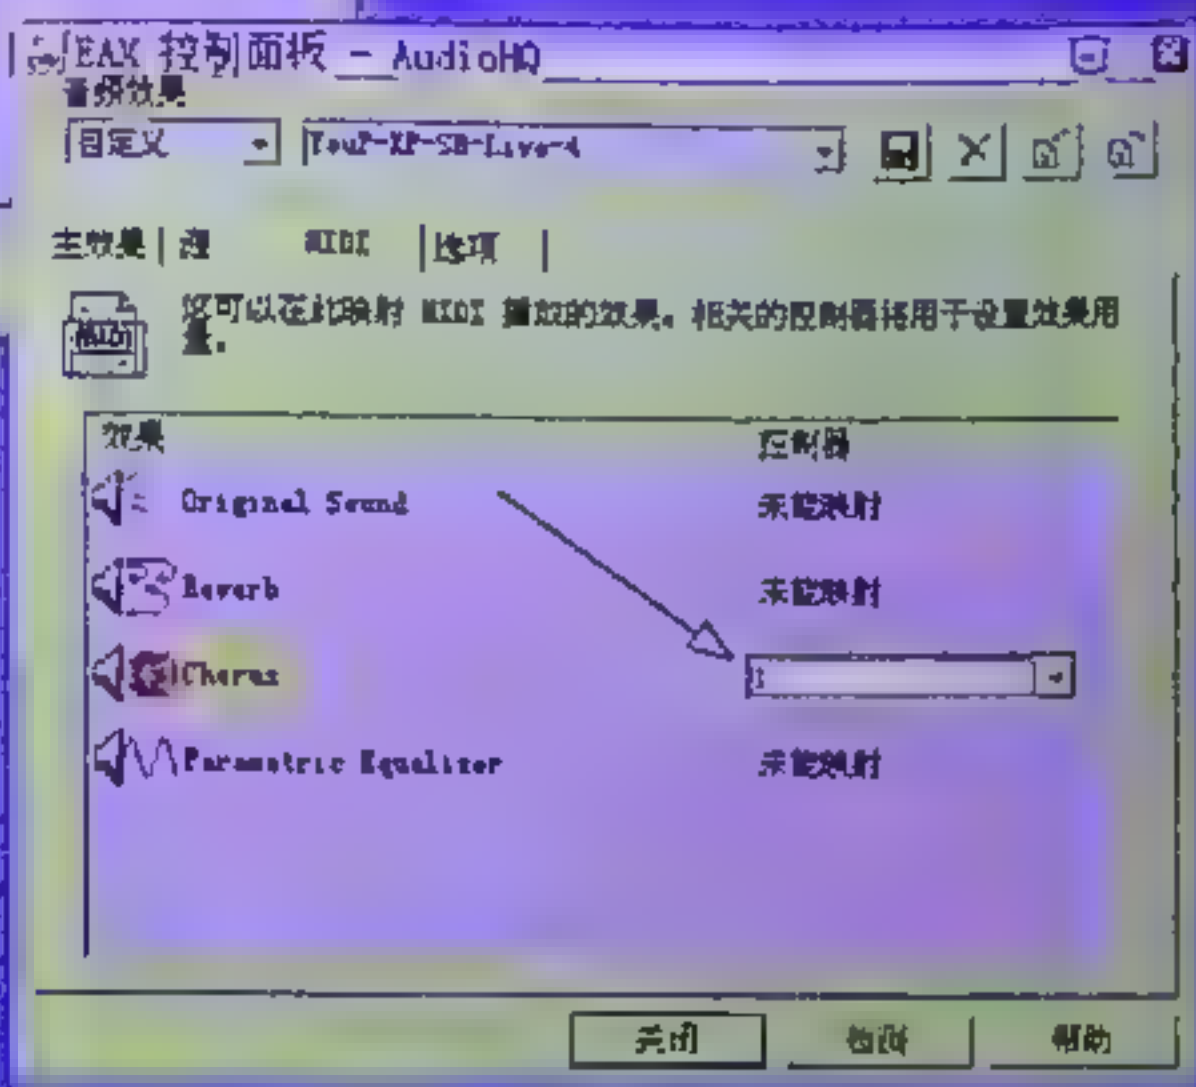 EAX 控制面板 - AudioHQ
音频效果
自定义
主效果 源 MIDI 选项
您可以在此映射 MIDI 播放的效果。相关的控制器将用于设置效果用
量。
效果 控制器
Original Sound 未能映射
Reverb 未能映射
Chorus
Parametric Equalizer 未能映射
关闭 帮助